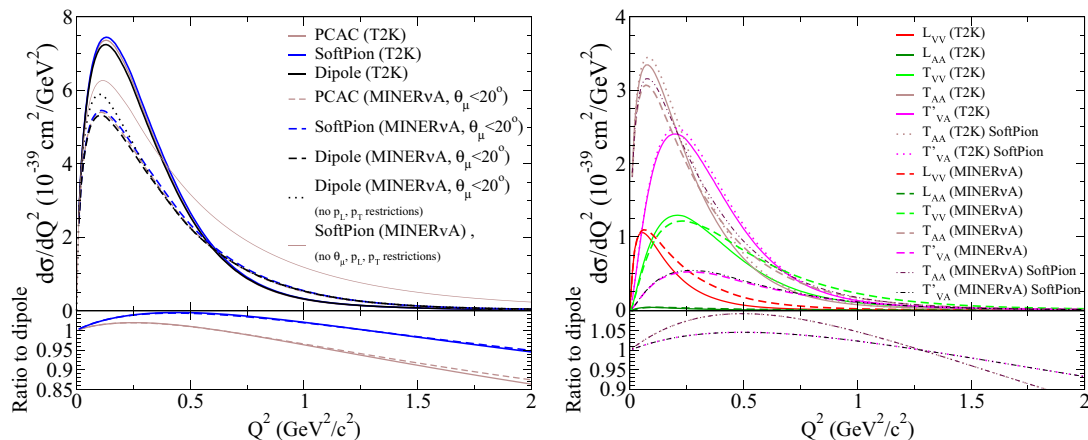 dσ/dQ² (10⁻³⁹ cm²/GeV²)
8
6
4
2
0
PCAC (T2K)
SoftPion (T2K)
Dipole (T2K)
PCAC (MINERνA, θμ<20°)
SoftPion (MINERνA, θμ<20°)
Dipole (MINERνA, θμ<20°)
Dipole (MINERνA, θμ<20°)
(no pL, pT restrictions)
SoftPion (MINERνA) ,
(no θμ, pL, pT restrictions)
Ratio to dipole
1
0.95
0.9
0.85
0 0.5 1 1.5 2
Q² (GeV²/c²)
dσ/dQ² (10⁻³⁹ cm²/GeV²)
4
3
2
1
0
LVV (T2K)
LAA (T2K)
TVV (T2K)
TAA (T2K)
T'VA (T2K)
TAA (T2K) SoftPion
T'VA (T2K) SoftPion
LVV (MINERνA)
LAA (MINERνA)
TVV (MINERνA)
TAA (MINERνA)
T'VA (MINERνA)
TAA (MINERνA) SoftPion
T'VA (MINERνA) SoftPion
Ratio to dipole
1.05
1
0.95
0.9
0 0.5 1 1.5 2
Q² (GeV²/c²)